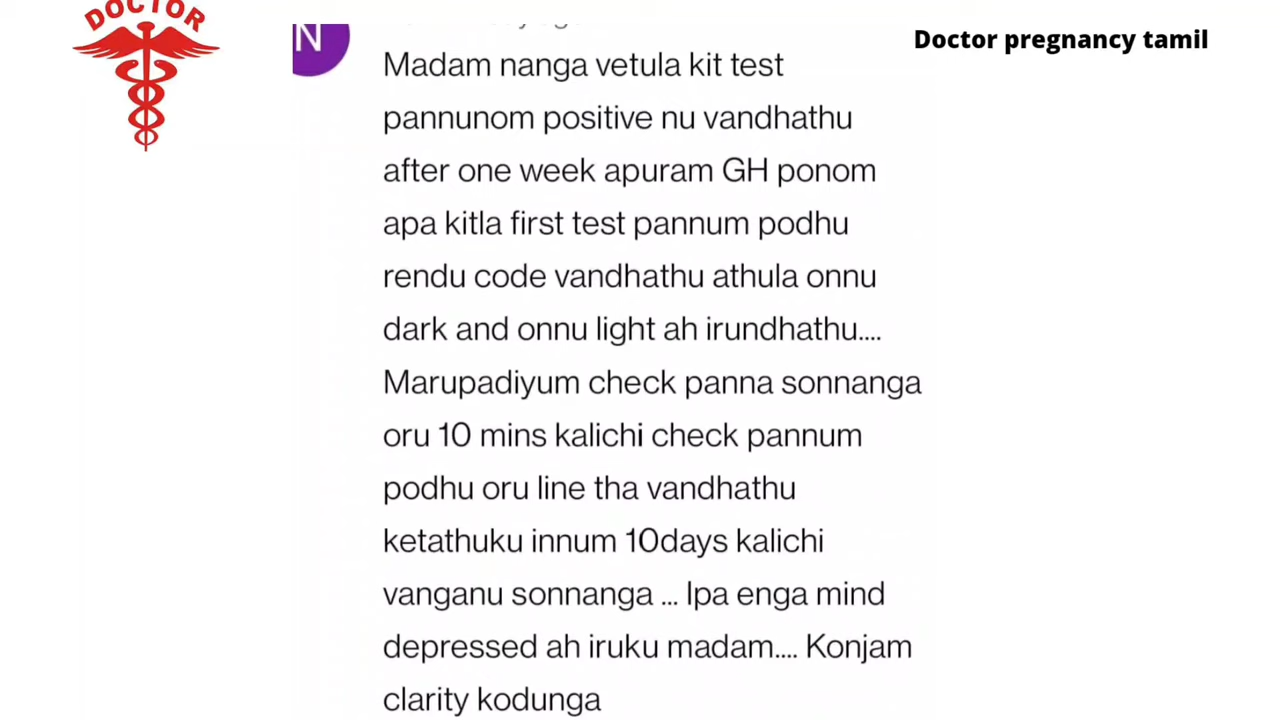 DOCTOR
Doctor pregnancy tamil
N
Madam nanga vetula kit test
pannunom positive nu vandhathu
after one week apuram GH ponom
apa kitla first test pannum podhu
rendu code vandhathu athula onnu
dark and onnu light ah irundhathu....
Marupadiyum check panna sonnanga
oru 10 mins kalichi check pannum
podhu oru line tha vandhathu
ketathuku innum 10days kalichi
vanganu sonnanga ... Ipa enga mind
depressed ah iruku madam.... Konjam
clarity kodunga